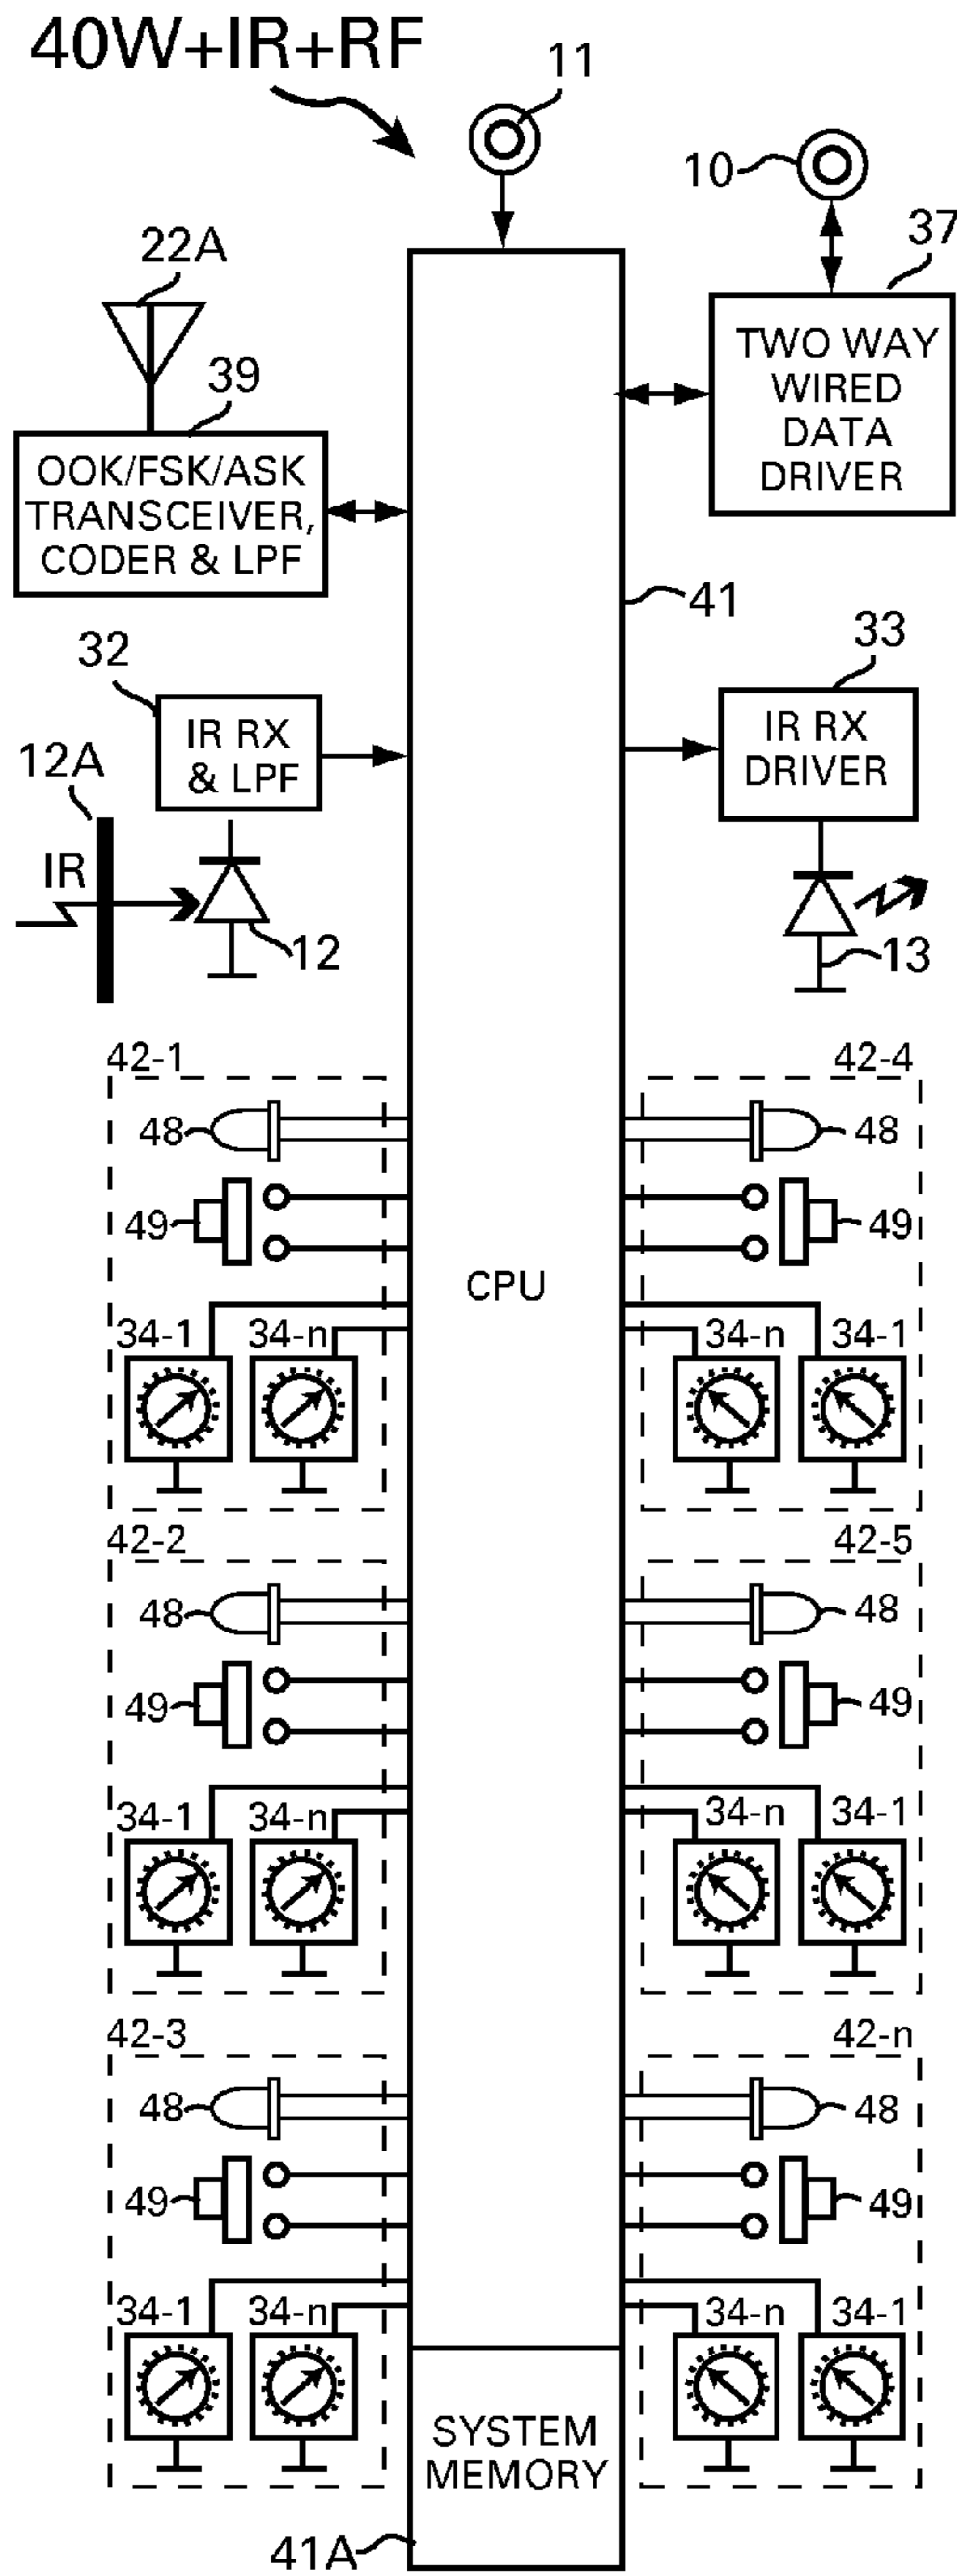 40W+IR+RF
11
10
37
22A
TWO WAY
WIRED
DATA
DRIVER
39
OOK/FSK/ASK
TRANSCEIVER,
CODER & LPF
41
32
33
IR RX
& LPF
IR RX
DRIVER
12A
IR
12
13
42-1
42-4
48
48
49
49
CPU
34-1
34-n
34-n
34-1
42-2
42-5
48
48
49
49
34-1
34-n
34-n
34-1
42-3
42-n
48
48
49
49
34-1
34-n
34-n
34-1
SYSTEM
MEMORY
41A